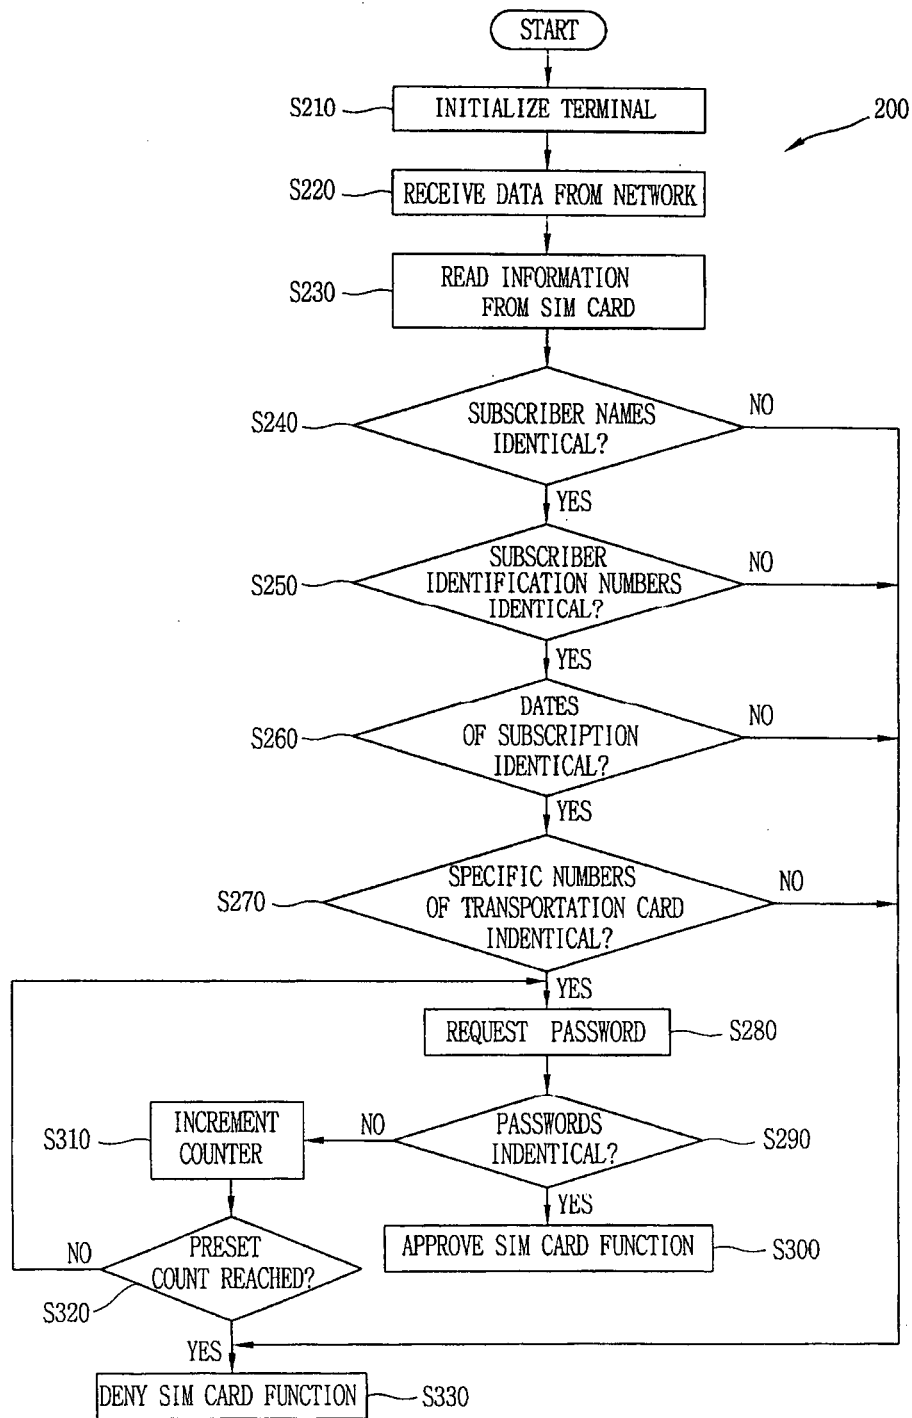 START
S210
INITIALIZE TERMINAL
200
S220
RECEIVE DATA FROM NETWORK
S230
READ INFORMATION
FROM SIM CARD
S240
SUBSCRIBER NAMES
IDENTICAL?
NO
YES
S250
SUBSCRIBER
IDENTIFICATION NUMBERS
IDENTICAL?
NO
YES
S260
DATES
OF SUBSCRIPTION
IDENTICAL?
NO
YES
S270
SPECIFIC NUMBERS
OF TRANSPORTATION CARD
INDENTICAL?
NO
YES
REQUEST PASSWORD
S280
S310
INCREMENT
COUNTER
NO
PASSWORDS
INDENTICAL?
S290
YES
APPROVE SIM CARD FUNCTION
S300
NO
PRESET
COUNT REACHED?
S320
YES
DENY SIM CARD FUNCTION
S330